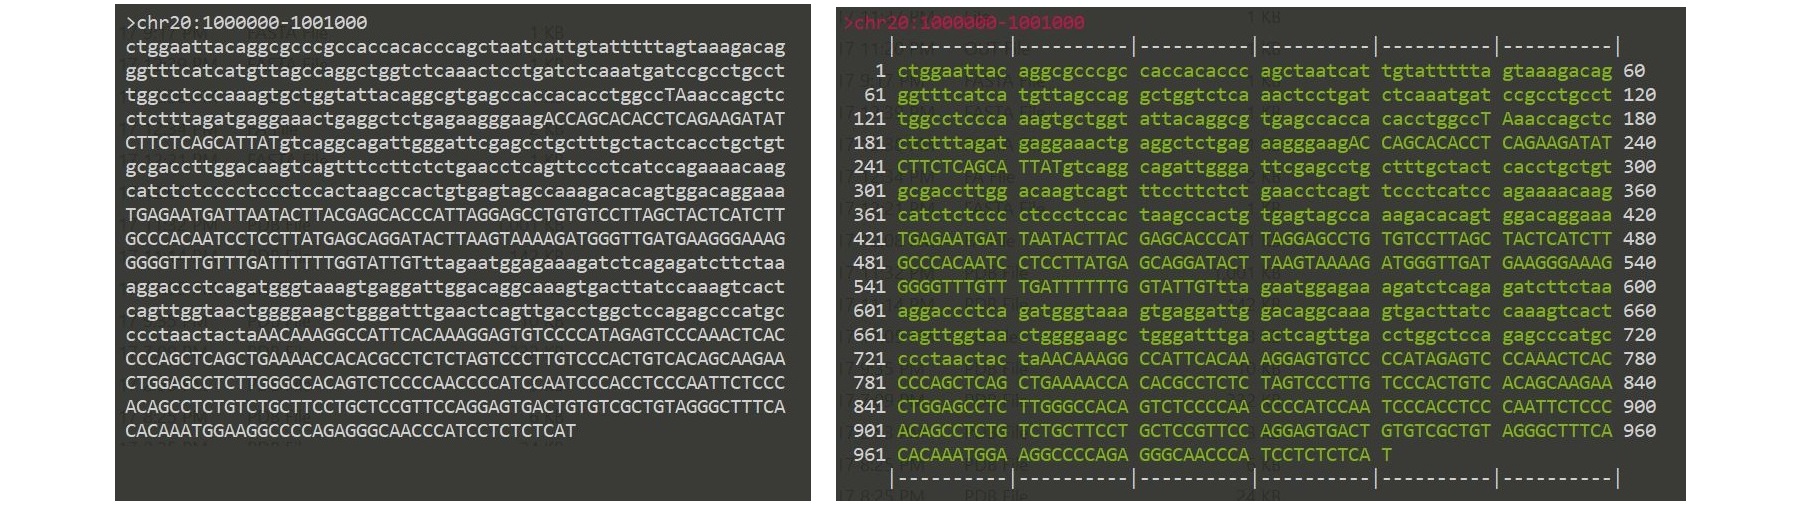 >chr20:1000000-1001000
ctggaattacaggcgcccgccaccacacccagctaatcattgtatttttagtaaagacag
ggtttcatcatgttagccaggctggtctcaaactcctgatctcaaatgatccgcctgcct
tggcctcccaaagtgctggtattacaggcgtgagccaccacacctggccTAaaccagctc
ctctttagatgaggaaactgaggctctgagaagggaagACCAGCACACCTCAGAAGATAT
CTTCTCAGCATTATgtcaggcagattgggattcgagcctgctttgctactcacctgctgt
gcgaccttggacaagtcagtttccttctctgaacctcagttccctcatccagaaaacaag
catctctcccctccctccactaagccactgtgagtagccaaagacacagtggacaggaaa
TGAGAATGATTAATACTTACGAGCACCCATTAGGAGCCTGTGTCCTTAGCTACTCATCTT
GCCCACAATCCTCCTTATGAGCAGGATACTTAAGTAAAAGATGGGTTGATGAAGGGAAAG
GGGGTTTGTTTGATTTTTTGGTATTGTttagaatggagaaagatctcagagatcttctaa
aggaccctcagatgggtaaagtgaggattggacaggcaaagtgacttatccaaagtcact
cagttggtaactggggaagctgggatttgaactcagttgacctggctccagagcccatgc
ccctaactactaAACAAAGGCCATTCACAAAGGAGTGTCCCCATAGAGTCCCAAACTCAC
CCCAGCTCAGCTGAAAACCACACGCCTCTCTAGTCCCTTGTCCCACTGTCACAGCAAGAA
CTGGAGCCTCTTGGGCCACAGTCTCCCCAACCCCATCCAATCCCACCTCCCAATTCTCCC
ACAGCCTCTGTCTGCTTCCTGCTCCGTTCCAGGAGTGACTGTGTCGCTGTAGGGCTTTCA
CACAAATGGAAGGCCCCAGAGGGCAACCCATCCTCTCTCAT
>chr20:1000000-1001000
|----------|----------|----------|----------|----------|----------|
1 ctggaattac aggcgcccgc caccacaccc agctaatcat tgtattttta gtaaagacag 60
61 ggtttcatca tgttagccag gctggtctca aactcctgat ctcaaatgat ccgcctgcct 120
121 tggcctccca aagtgctggt attacaggcg tgagccacca cacctggccT Aaaccagctc 180
181 ctctttagat gaggaaactg aggctctgag aagggaagAC CAGCACACCT CAGAAGATAT 240
241 CTTCTCAGCA TTATgtcagg cagattggga ttcgagcctg ctttgctact cacctgctgt 300
301 gcgaccttgg acaagtcagt ttccttctct gaacctcagt tccctcatcc agaaaacaag 360
361 catctctccc ctccctccac taagccactg tgagtagcca aagacacagt ggacaggaaa 420
421 TGAGAATGAT TAATACTTAC GAGCACCCAT TAGGAGCCTG TGTCCTTAGC TACTCATCTT 480
481 GCCCACAATC CTCCTTATGA GCAGGATACT TAAGTAAAAG ATGGGTTGAT GAAGGGAAAG 540
541 GGGGTTTGTT TGATTTTTTG GTATTGTtta gaatggagaa agatctcaga gatcttctaa 600
601 aggaccctca gatgggtaaa gtgaggattg gacaggcaaa gtgacttatc caaagtcact 660
661 cagttggtaa ctggggaagc tgggatttga actcagttga cctggctcca gagcccatgc 720
721 ccctaactac taAACAAAGG CCATTCACAA AGGAGTGTCC CCATAGAGTC CCAAACTCAC 780
781 CCCAGCTCAG CTGAAAACCA CACGCCTCTC TAGTCCCTTG TCCCACTGTC ACAGCAAGAA 840
841 CTGGAGCCTC TTGGGCCACA GTCTCCCCAA CCCCATCCAA TCCCACCTCC CAATTCTCCC 900
901 ACAGCCTCTG TCTGCTTCCT GCTCCGTTCC AGGAGTGACT GTGTCGCTGT AGGGCTTTCA 960
961 CACAAATGGA AGGCCCCAGA GGGCAACCCA TCCTCTCTCA T
|----------|----------|----------|----------|----------|----------|